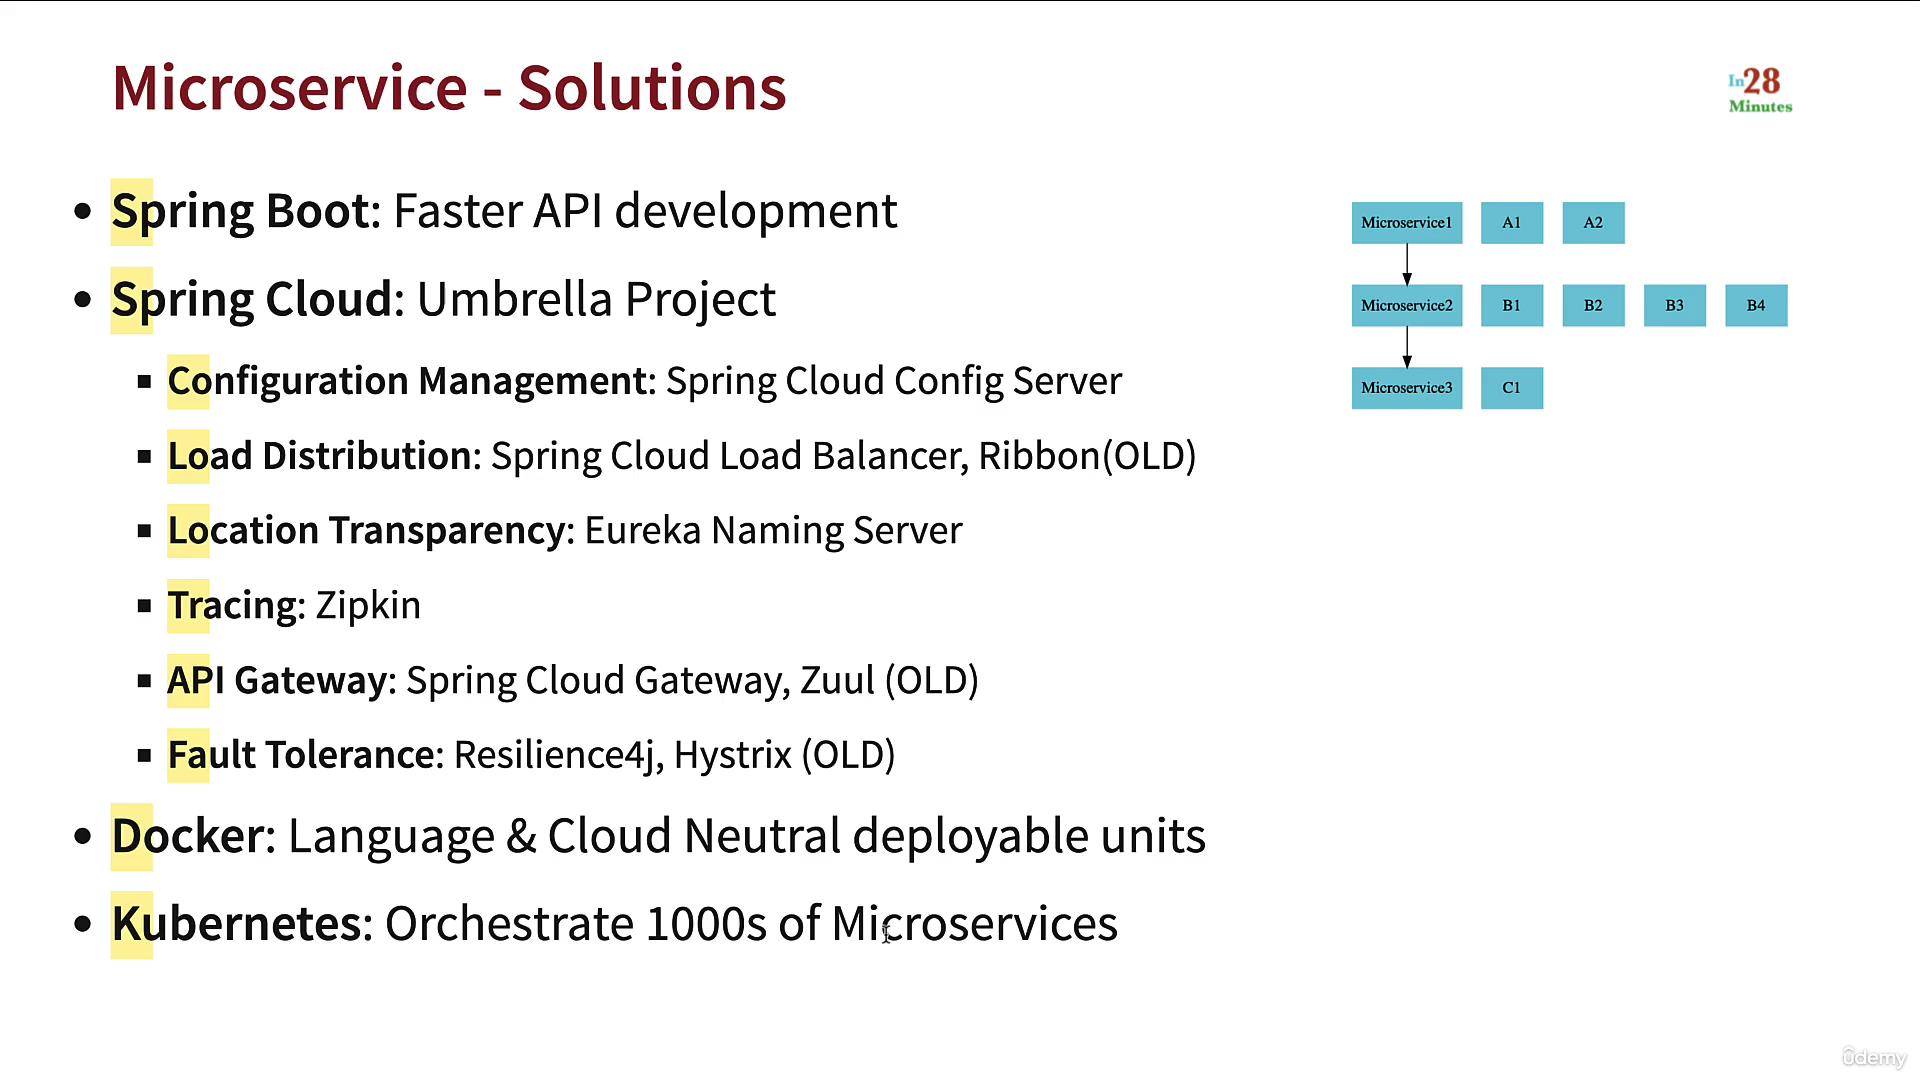 Microservice - Solutions
In28
Minutes
Spring Boot: Faster API development
Spring Cloud: Umbrella Project
Configuration Management: Spring Cloud Config Server
Load Distribution: Spring Cloud Load Balancer, Ribbon(OLD)
Location Transparency: Eureka Naming Server
Tracing: Zipkin
API Gateway: Spring Cloud Gateway, Zuul (OLD)
Fault Tolerance: Resilience4j, Hystrix (OLD)
Docker: Language & Cloud Neutral deployable units
Kubernetes: Orchestrate 1000s of Microservices
Microservice1 A1 A2
Microservice2 B1 B2 B3 B4
Microservice3 C1
ûdemy